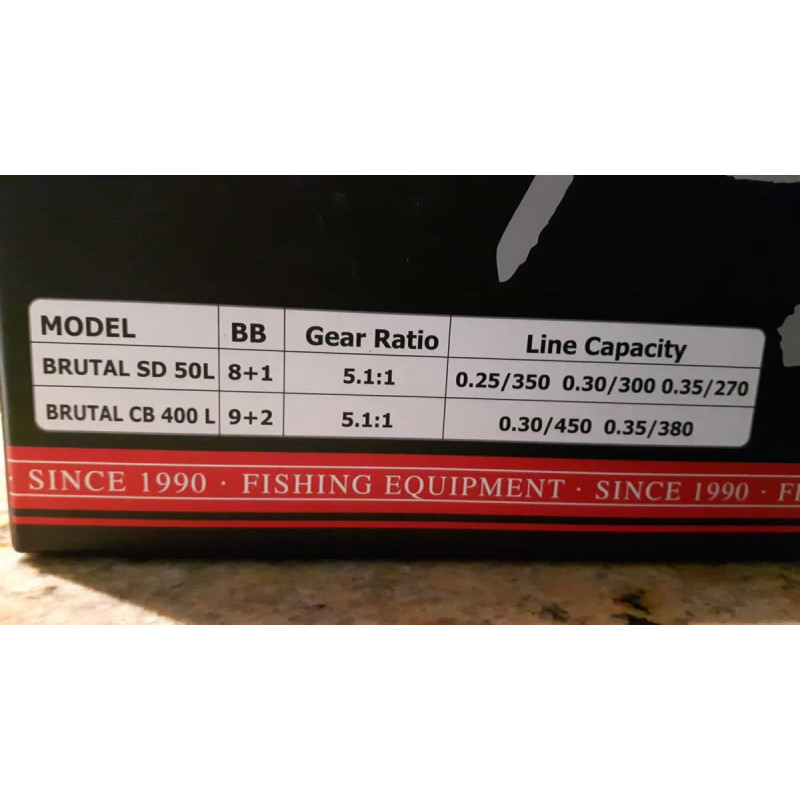 MODEL BB Gear Ratio Line Capacity
BRUTAL SD 50L 8+1 5.1:1 0.25/350 0.30/300 0.35/270
BRUTAL CB 400 L 9+2 5.1:1 0.30/450 0.35/380
SINCE 1990 · FISHING EQUIPMENT · SINCE 1990 ·